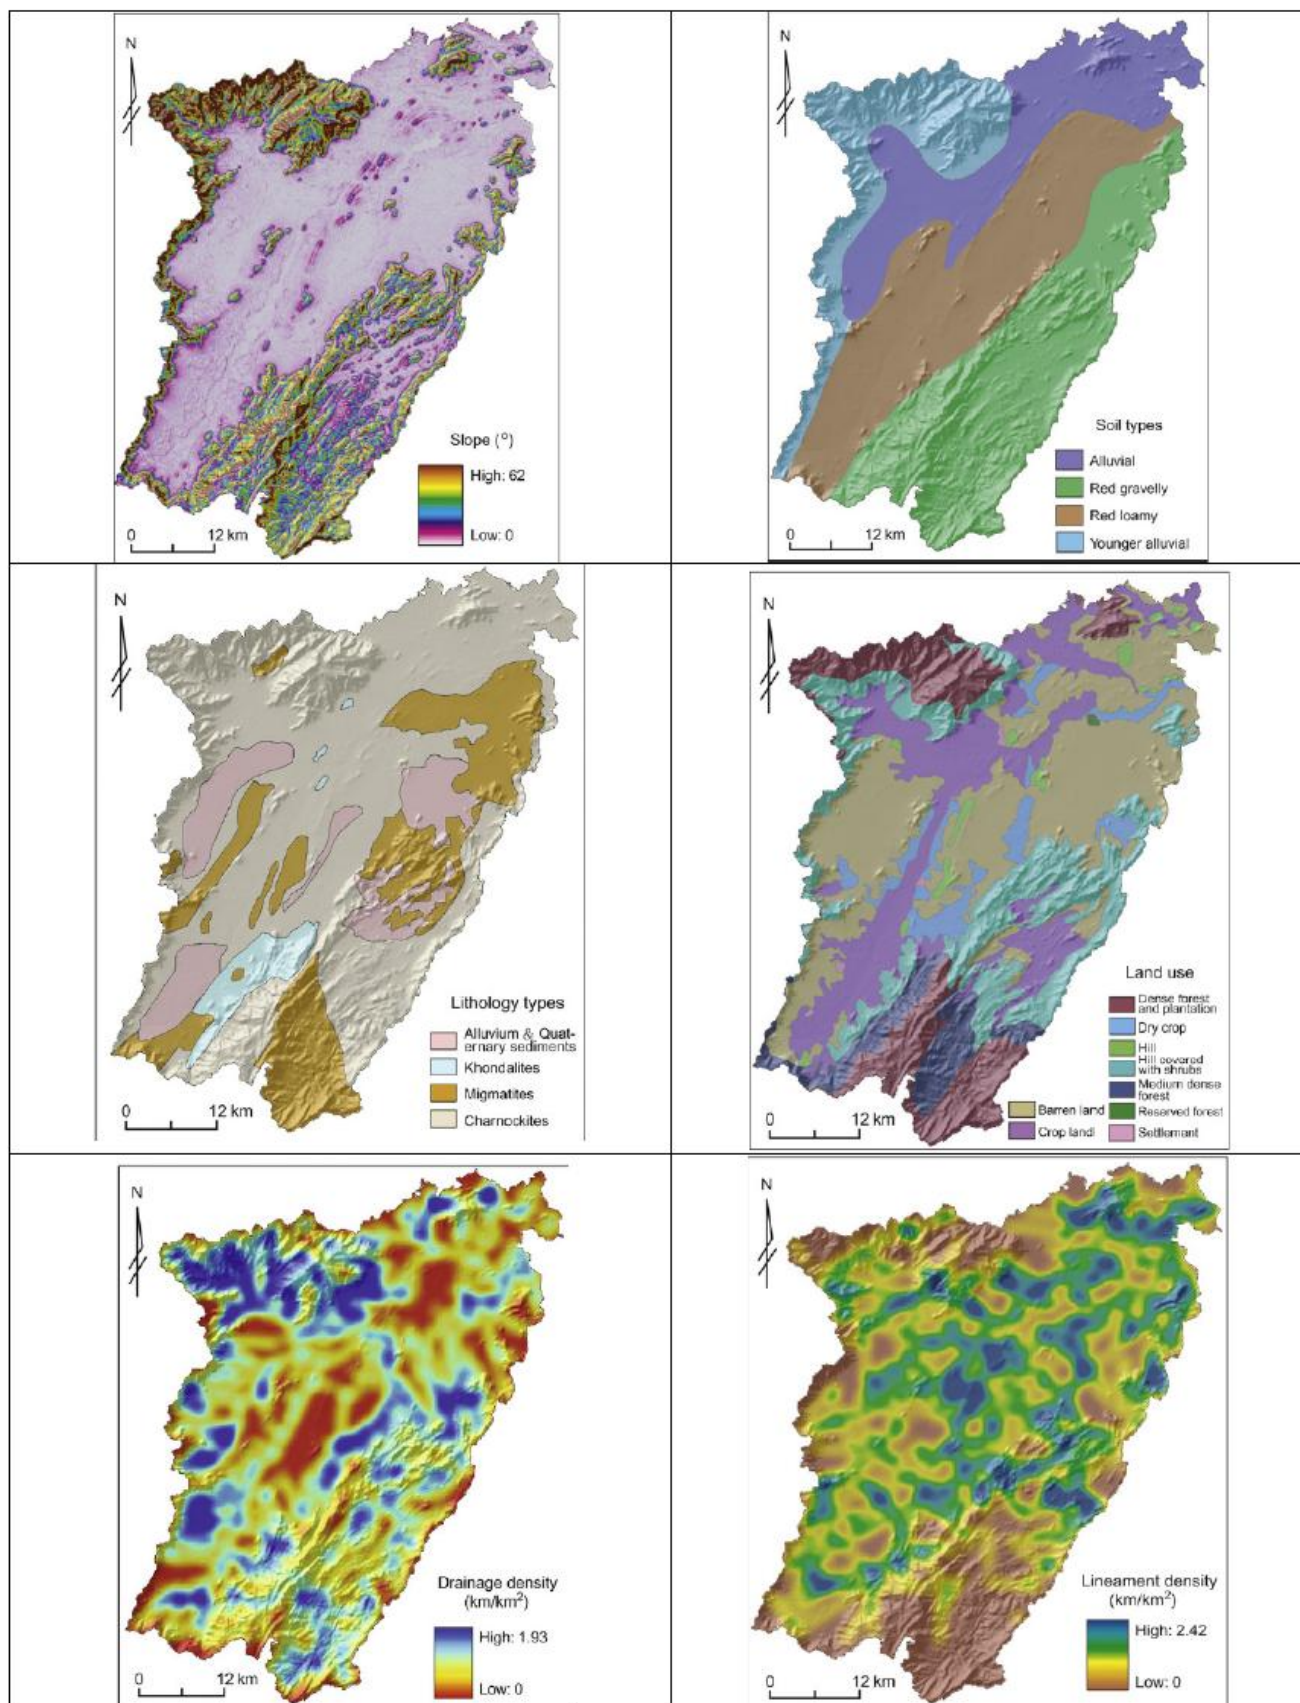 N
Slope (°)
High: 62
Low: 0
0 12 km
N
Soil types
Alluvial
Red gravelly
Red loamy
Younger alluvial
0 12 km
N
Lithology types
Alluvium & Quat-
ernary sediments
Khondalites
Migmatites
Charnockites
0 12 km
N
Land use
Dense forest
and plantation
Dry crop
Hill
Hill covered
with shrubs
Medium dense
forest
Reserved forest
Settlement
Barren land
Crop landl
0 12 km
N
Drainage density
(km/km²)
High: 1.93
Low: 0
0 12 km
N
Lineament density
(km/km²)
High: 2.42
Low: 0
0 12 km